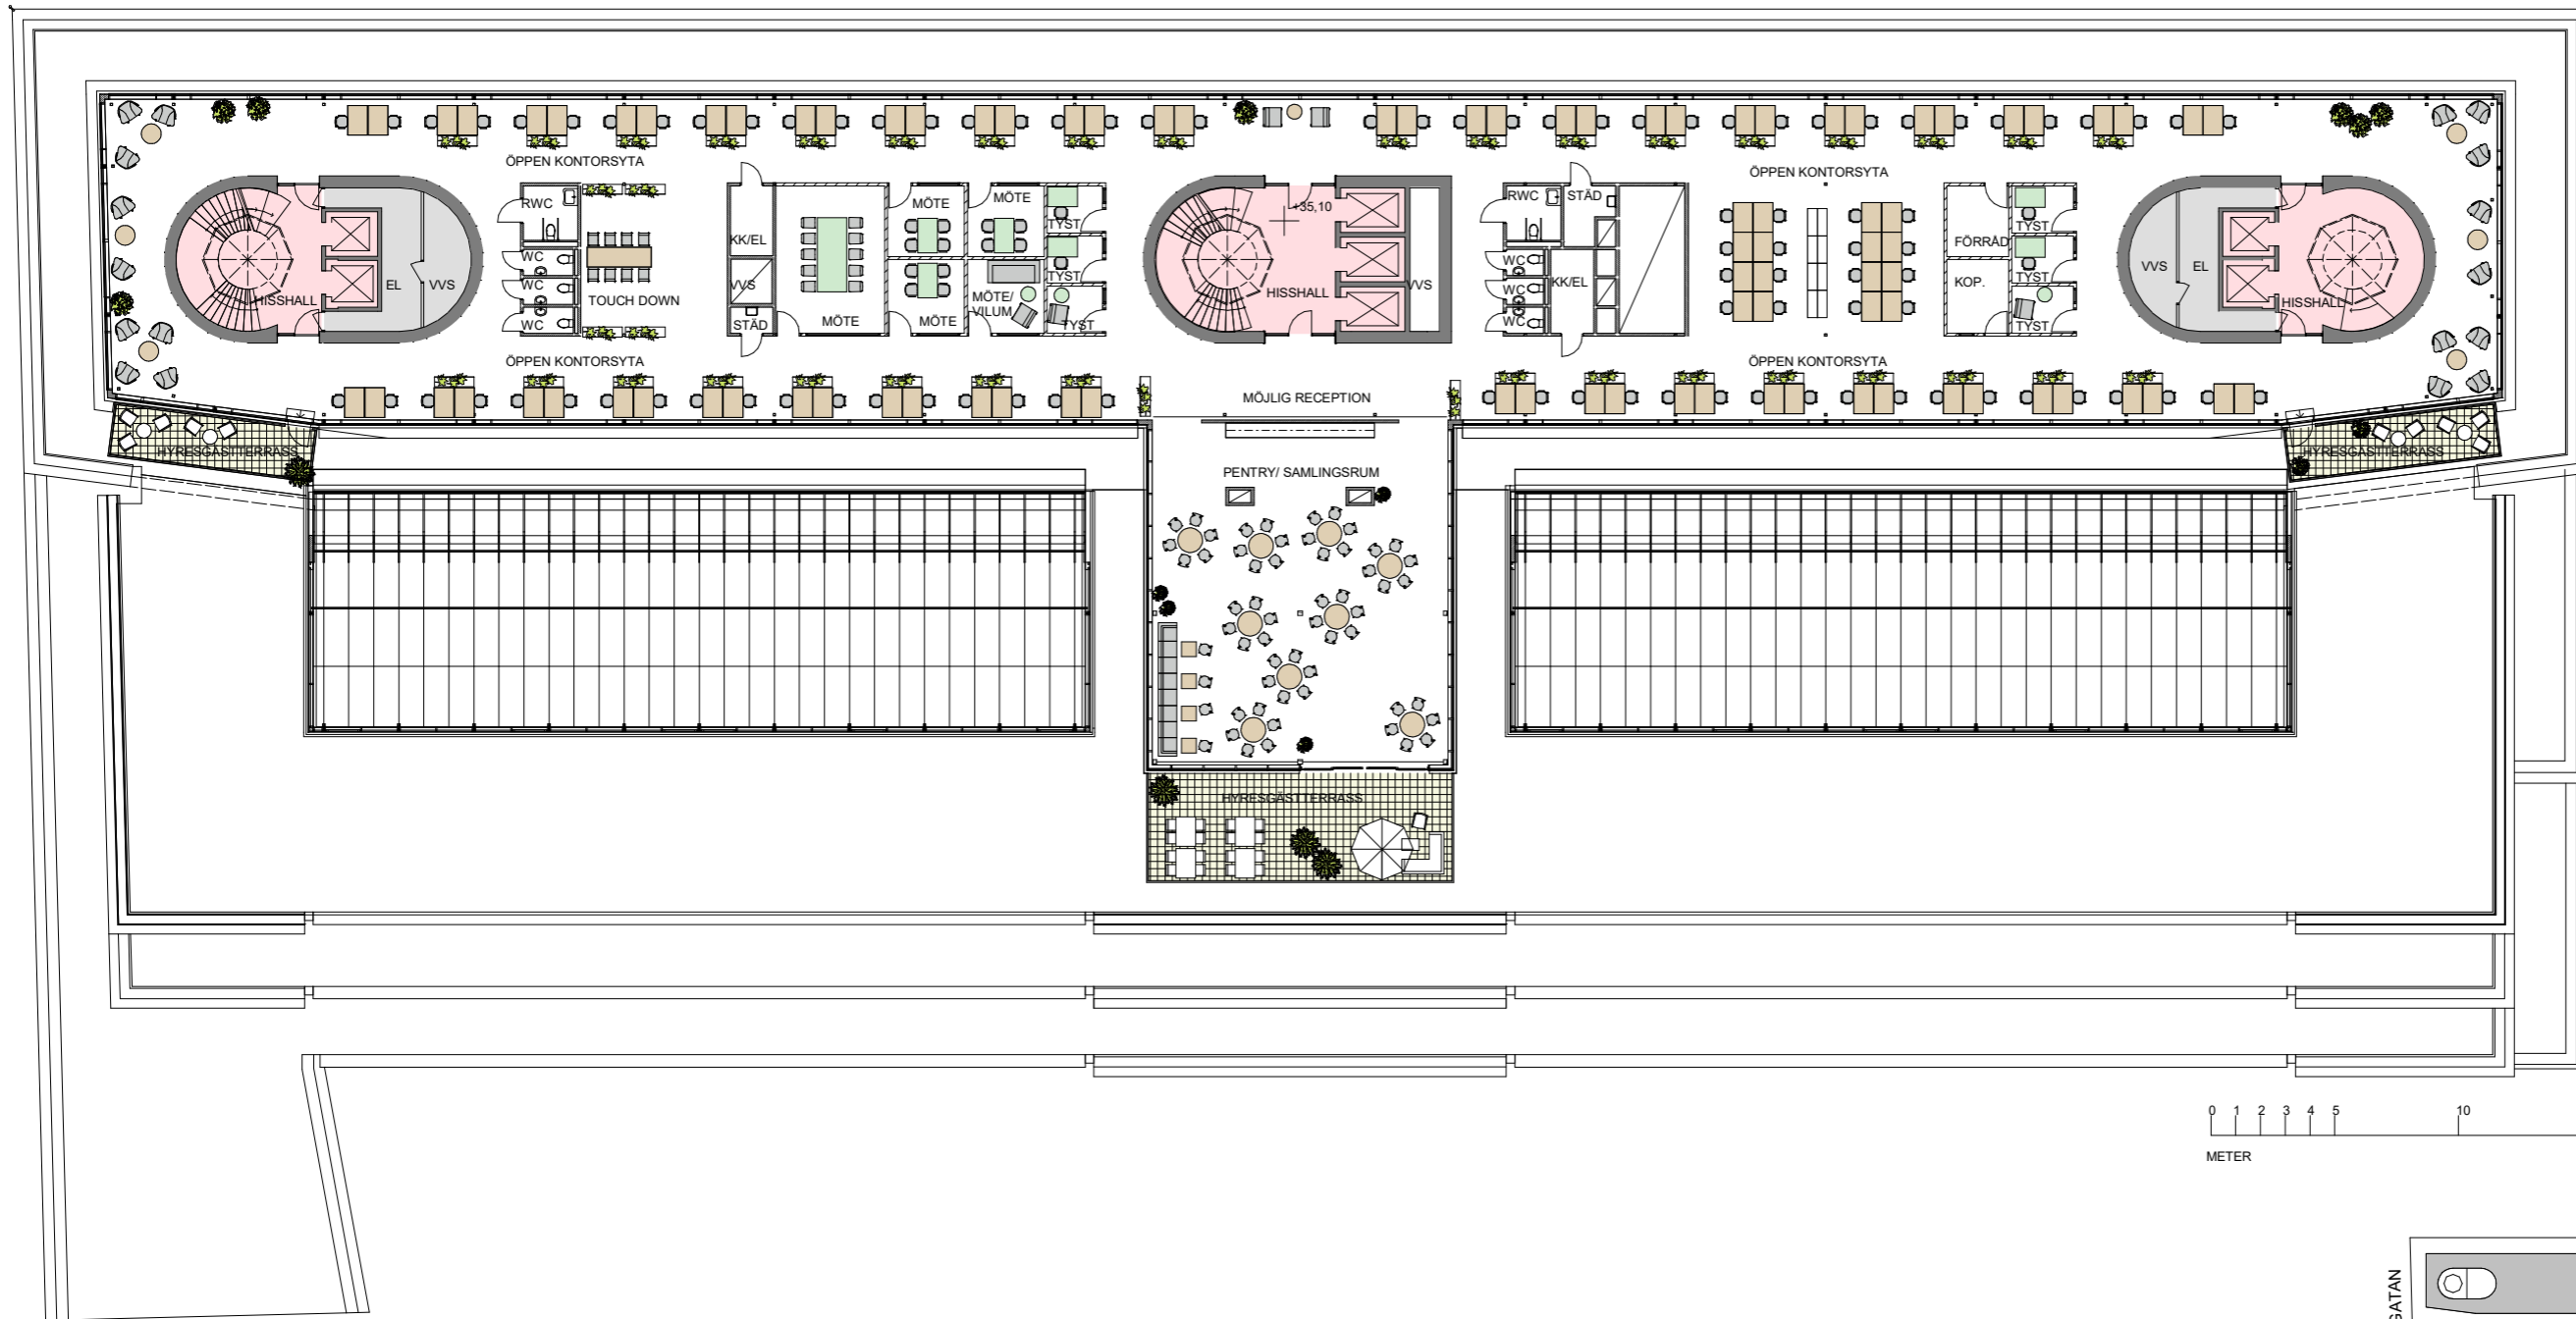 ÖPPEN KONTORSYTA
ÖPPEN KONTORSYTA
RWC
MÖTE
MÖTE
+35,10
RWC
STÄD
TYST
TYST
KK/EL
FÖRRÅD
WC
WC
VVS
EL
TYST
TYST
EL
VVS
WC
VVS
MÖTE/
VILUM
HISSHALL
VVS
WC
KK/EL
KOP.
HISSHALL
TOUCH DOWN
HISSHALL
WC
STÄD
MÖTE
MÖTE
TYST
WC
TYST
ÖPPEN KONTORSYTA
ÖPPEN KONTORSYTA
MÖJLIG RECEPTION
HYRESGÄSTTERRASS
HYRESGÄSTTERRASS
PENTRY/ SAMLINGSRUM
HYRESGÄSTTERRASS
0 1 2 3 4 5 10
METER
GATAN